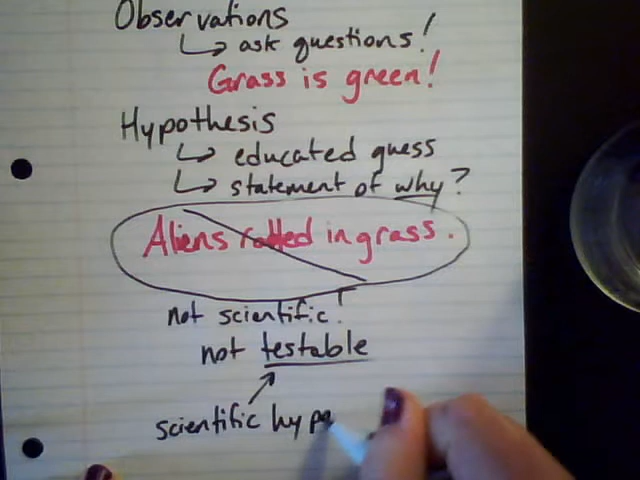 Observations
ask questions!
Grass is green!
Hypothesis
educated guess
statement of why?
Aliens rolled in grass.
not scientific!
not testable
scientific hypo